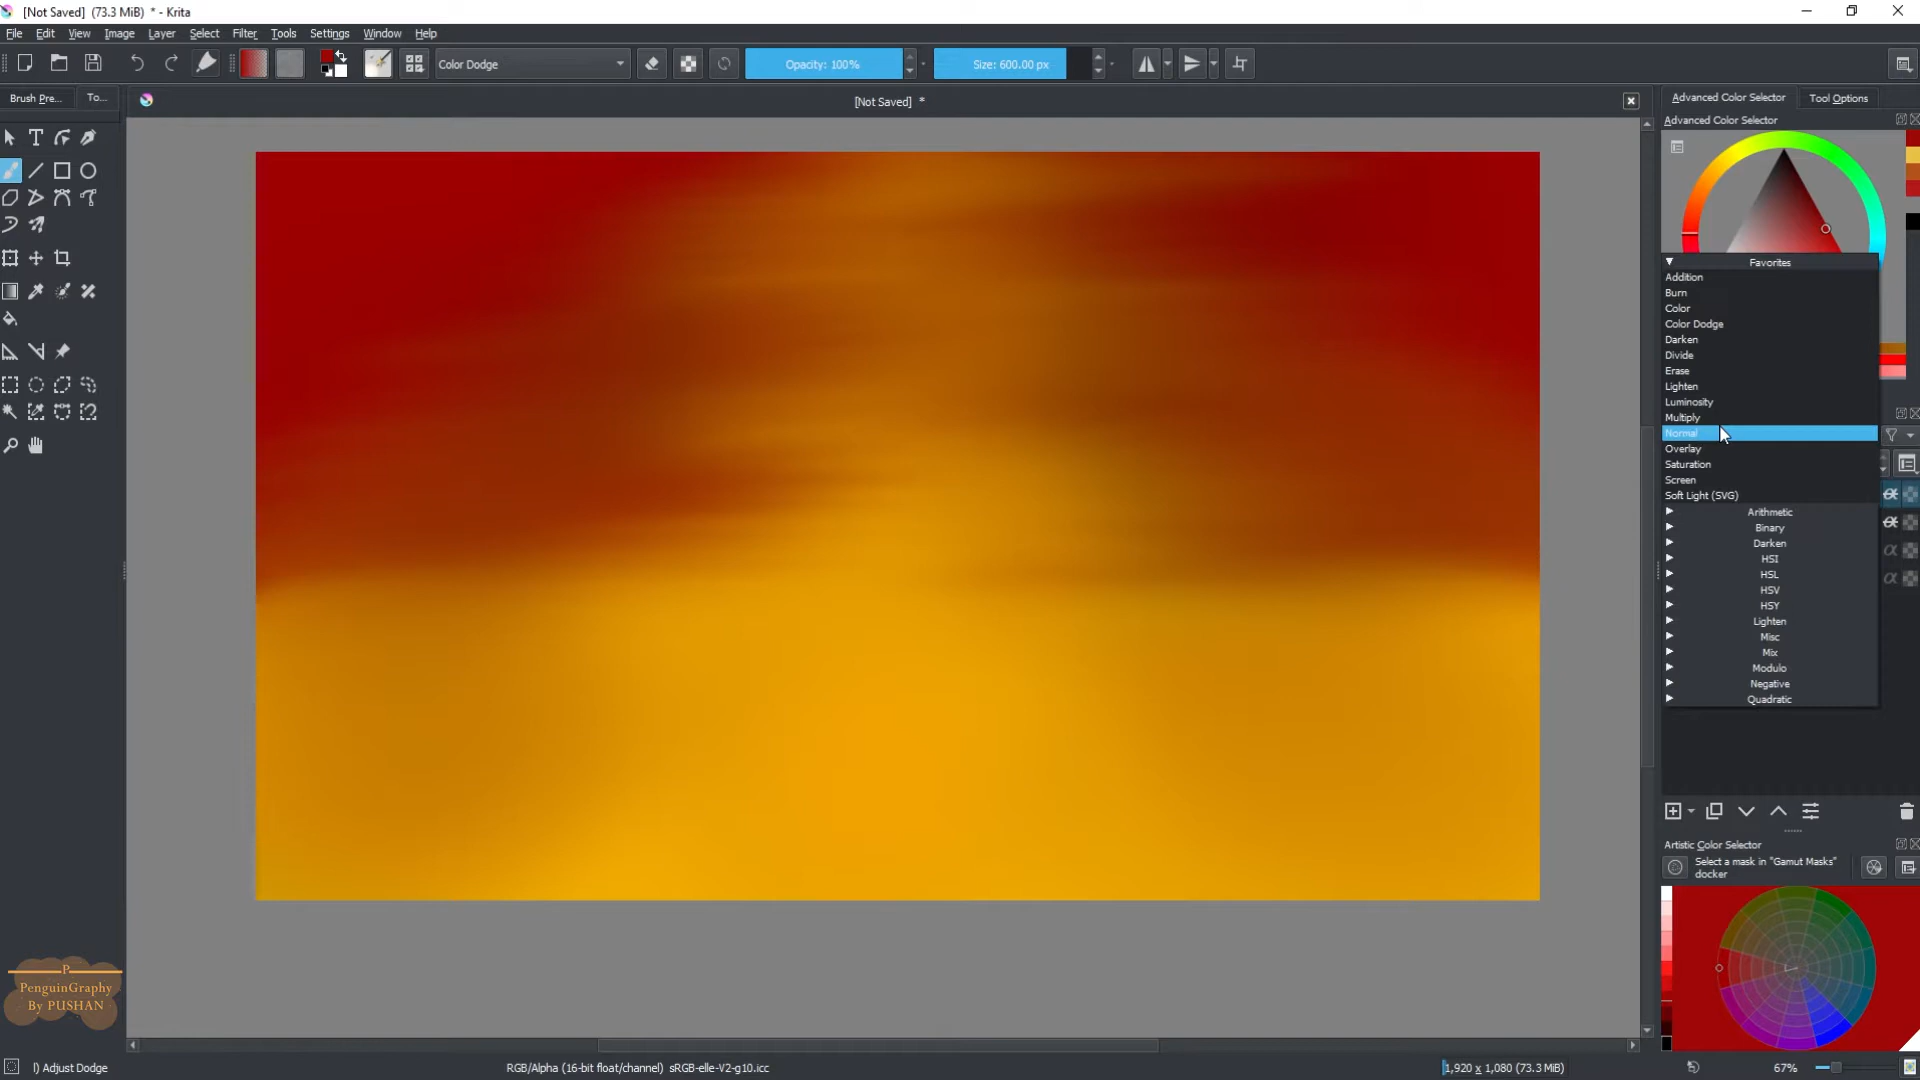 [Not Saved] (73.3 MiB) * - Krita
File Edit View Image Layer Select Filter Tools Settings Window Help
Color Dodge
Opacity: 100%
Size: 600.00 px
Brush Pre...
To...
[Not Saved] *
Advanced Color Selector
Tool Options
Advanced Color Selector
Favorites
Addition
Burn
Color
Color Dodge
Darken
Divide
Erase
Lighten
Luminosity
Multiply
Normal
Overlay
Saturation
Screen
Soft Light (SVG)
Arithmetic
Binary
Darken
HSI
HSL
HSV
HSY
Lighten
Misc
Mix
Modulo
Negative
Quadratic
Artistic Color Selector
Select a mask in "Gamut Masks"
docker
P
PenguinGraphy
By PUSHAN
l) Adjust Dodge
RGB/Alpha (16-bit float/channel) sRGB-elle-V2-g10.icc
1,920 x 1,080 (73.3 MiB)
67%